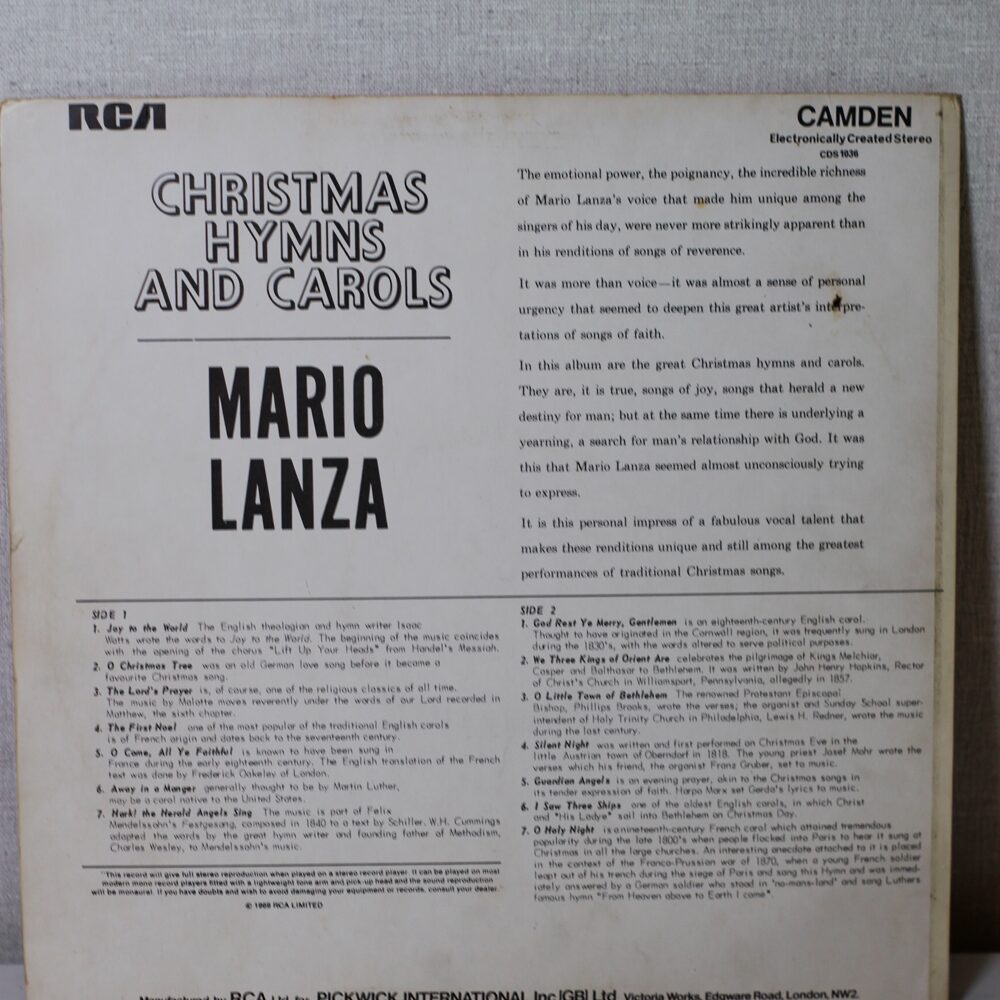 RCA
CAMDEN
Electronically Created Stereo
CDS 1036
CHRISTMAS
HYMNS
AND CAROLS
MARIO
LANZA
The emotional power, the poignancy, the incredible richness
of Mario Lanza's voice that made him unique among the
singers of his day, were never more strikingly apparent than
in his renditions of songs of reverence.
It was more than voice—it was almost a sense of personal
urgency that seemed to deepen this great artist's interpre-
tations of songs of faith.
In this album are the great Christmas hymns and carols.
They are, it is true, songs of joy, songs that herald a new
destiny for man; but at the same time there is underlying a
yearning, a search for man's relationship with God. It was
this that Mario Lanza seemed almost unconsciously trying
to express.
It is this personal impress of a fabulous vocal talent that
makes these renditions unique and still among the greatest
performances of traditional Christmas songs.
SIDE 1
1. Joy to the World The English theologian and hymn writer Isaac
Watts wrote the words to Joy to the World. The beginning of the music coincides
with the opening of the chorus "Lift Up Your Heads" from Handel's Messiah.
2. O Christmas Tree was an old German love song before it became a
favourite Christmas song.
3. The Lord's Prayer is, of course, one of the religious classics of all time.
The music by Malotte moves reverently under the words of our Lord recorded in
Matthew, the sixth chapter.
4. The First Noel one of the most popular of the traditional English carols
is of French origin and dates back to the seventeenth century.
5. O Come, All Ye Faithful is known to have been sung in
France during the early eighteenth century. The English translation of the French
text was done by Frederick Oakeley of London.
6. Away in a Manger generally thought to be by Martin Luther,
may be a carol native to the United States.
7. Hark! the Herald Angels Sing The music is part of Felix
Mendelssohn's Festgesang, composed in 1840 to a text by Schiller. W.H. Cummings
adapted the words by the great hymn writer and founding father of Methodism,
Charles Wesley, to Mendelssohn's music.
"This record will give full stereo reproduction when played on a stereo record player. It can be played on most
modern mono record players fitted with a lightweight tone arm and pick-up head and the sound reproduction
will be monaural. If you have doubts and wish to avoid damaging your equipment or records, consult your dealer."
© 1968 RCA LIMITED
SIDE 2
1. God Rest Ye Merry, Gentlemen is an eighteenth-century English carol.
Thought to have originated in the Cornwall region, it was frequently sung in London
during the 1830's, with the words altered to serve political purposes.
2. We Three Kings of Orient Are celebrates the pilgrimage of Kings Melchior,
Casper and Balthasar to Bethlehem. It was written by John Henry Hopkins, Rector
of Christ's Church in Williamsport, Pennsylvania, allegedly in 1857.
3. O Little Town of Bethlehem The renowned Protestant Episcopal
Bishop, Phillips Brooks, wrote the verses; the organist and Sunday School super-
intendent of Holy Trinity Church in Philadelphia, Lewis H. Redner, wrote the music
during the last century.
4. Silent Night was written and first performed on Christmas Eve in the
little Austrian town of Oberndorf in 1818. The young priest Josef Mohr wrote the
verses which his friend, the organist Franz Gruber, set to music.
5. Guardian Angels is an evening prayer, akin to the Christmas songs in
its tender expression of faith. Harpo Marx set Gerda's lyrics to music.
6. I Saw Three Ships one of the oldest English carols, in which Christ
and "His Ladye" sail into Bethlehem on Christmas Day.
7. O Holy Night is a nineteenth-century French carol which attained tremendous
popularity during the late 1800's when people flocked into Paris to hear it sung at
Christmas in all the large churches. An interesting anecdote attached to it is placed
in the context of the Franco-Prussian war of 1870, when a young French soldier
leapt out of his trench during the siege of Paris and sang this Hymn and was immed-
iately answered by a German soldier who stood in 'no-mans-land' and sang Luthers
famous hymn "From Heaven above to Earth I come".
Manufactured by RCA Ltd. for PICKWICK INTERNATIONAL Inc. (GB) Ltd. Victoria Works, Edgware Road, London, NW2.